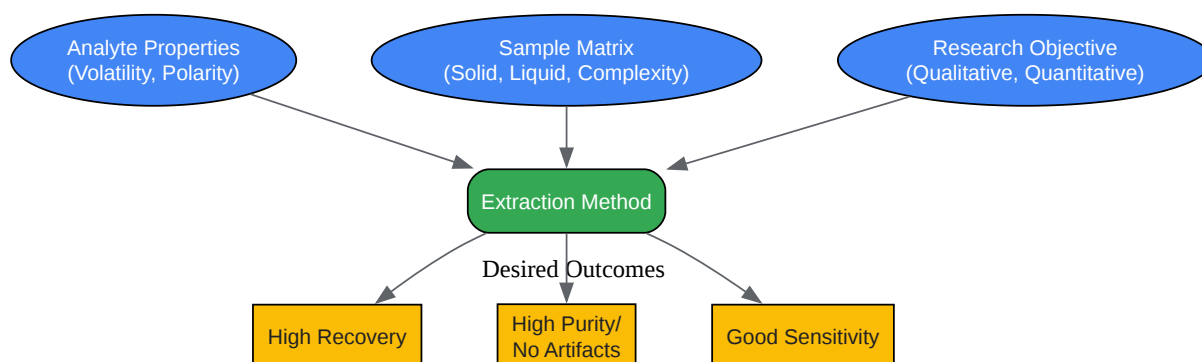 Analyte Properties
(Volatility, Polarity)
Sample Matrix
(Solid, Liquid, Complexity)
Research Objective
(Qualitative, Quantitative)
Extraction Method
Desired Outcomes
High Recovery
High Purity/
No Artifacts
Good Sensitivity